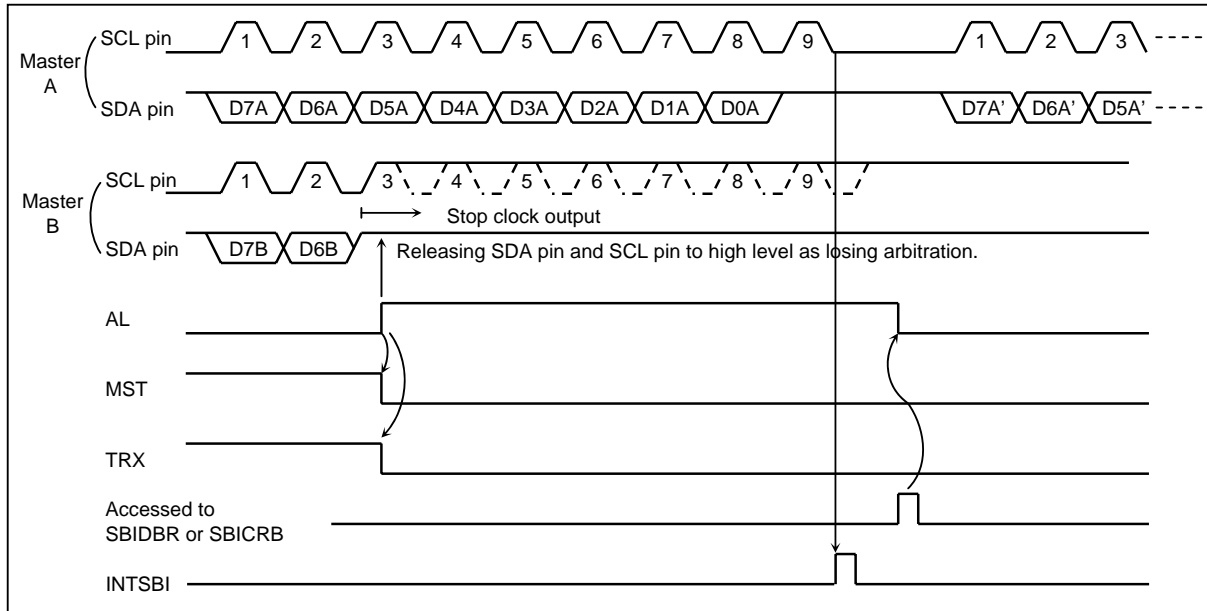 SCL pin 1 2 3 4 5 6 7 8 9 1 2 3
Master
A
SDA pin D7A D6A D5A D4A D3A D2A D1A D0A D7A' D6A' D5A'
SCL pin 1 2 3 4 5 6 7 8 9
Master
B
Stop clock output
SDA pin D7B D6B
Releasing SDA pin and SCL pin to high level as losing arbitration.
AL
MST
TRX
Accessed to
SBIDBR or SBICRB
INTSBI